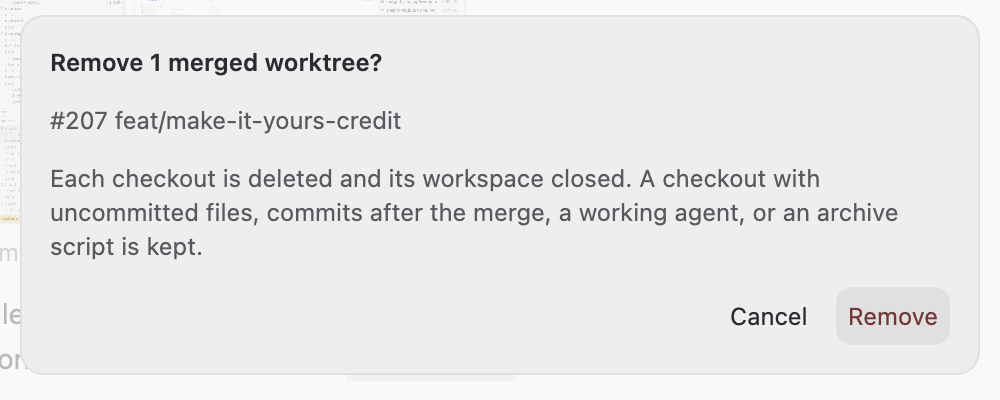 Remove 1 merged worktree?
#207 feat/make-it-yours-credit
Each checkout is deleted and its workspace closed. A checkout with
uncommitted files, commits after the merge, a working agent, or an archive
script is kept.
Cancel
Remove